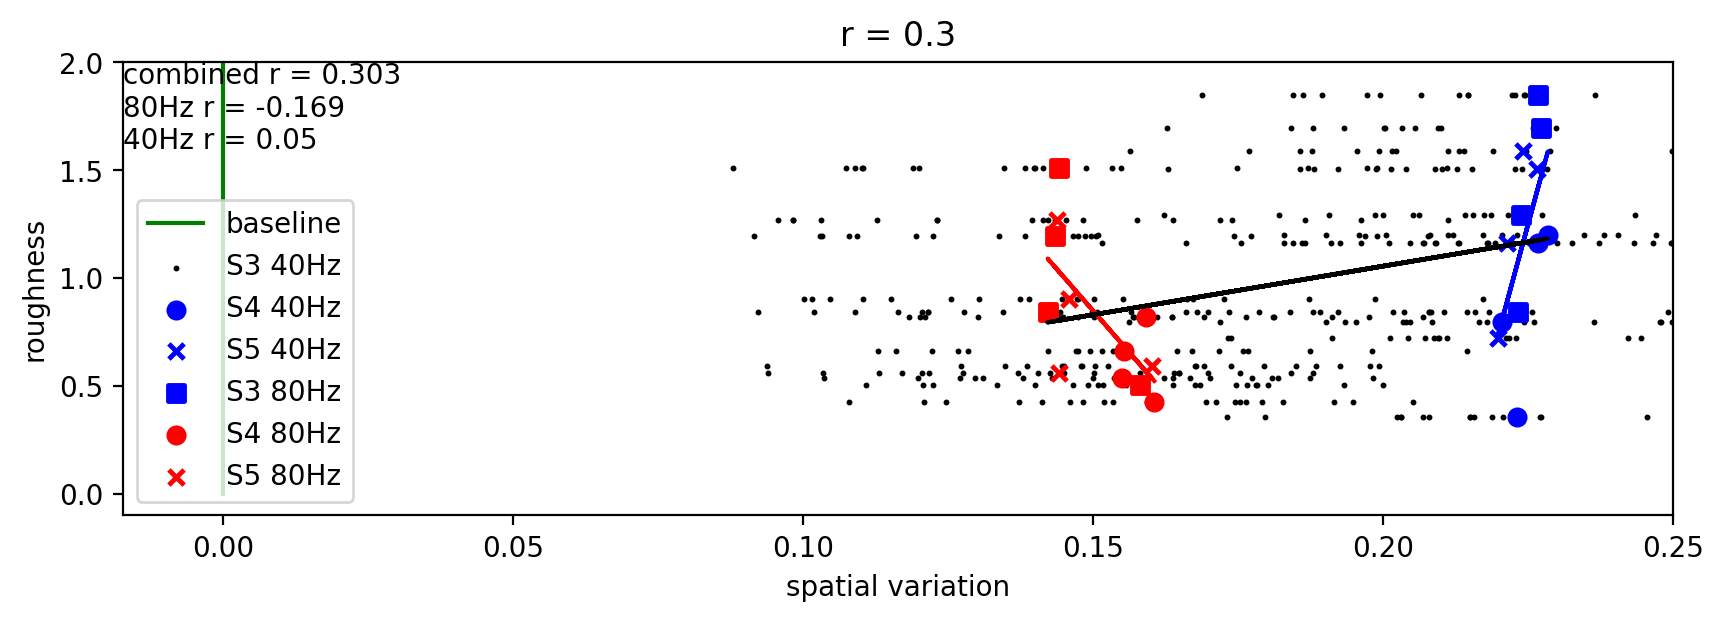 r = 0.3
combined r = 0.303
80Hz r = -0.169
40Hz r = 0.05
baseline
S3 40Hz
S4 40Hz
S5 40Hz
S3 80Hz
S4 80Hz
S5 80Hz
roughness
2.0
1.5
1.0
0.5
0.0
0.00 0.05 0.10 0.15 0.20 0.25
spatial variation